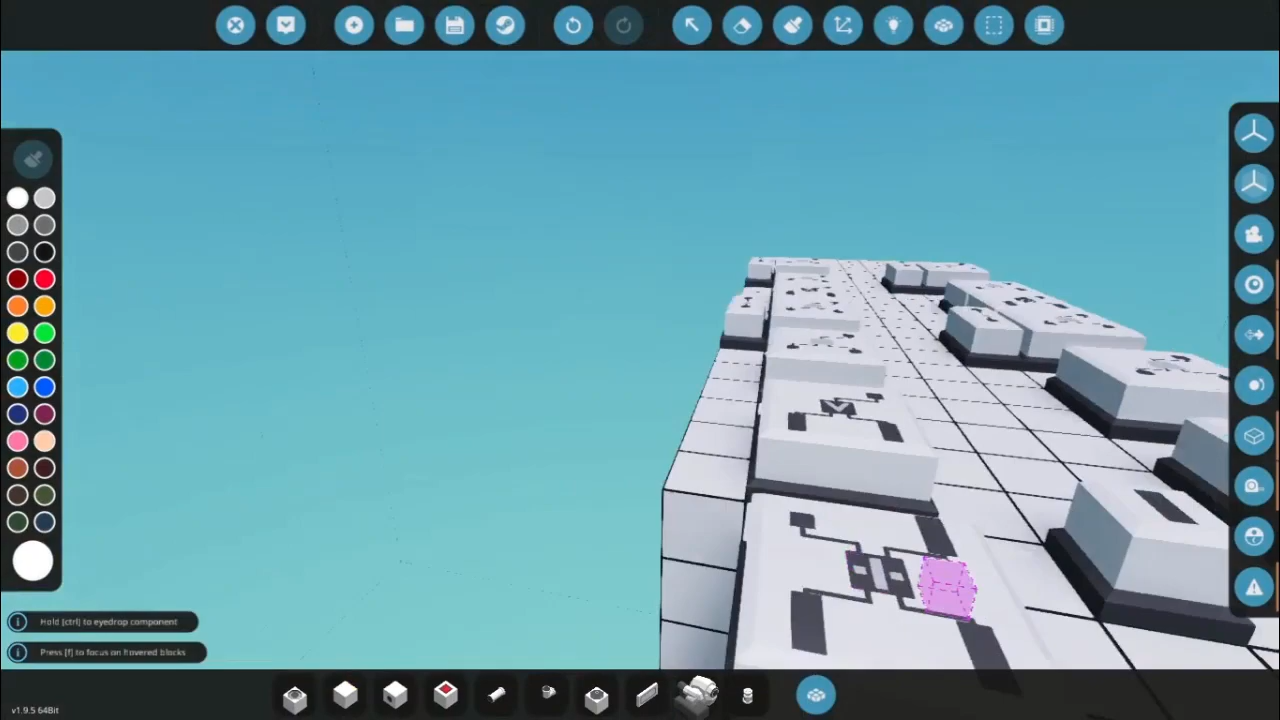 Hold [ctrl] to eyedrop component
Press [f] to focus on hovered blocks
v1.9.5 64Bit